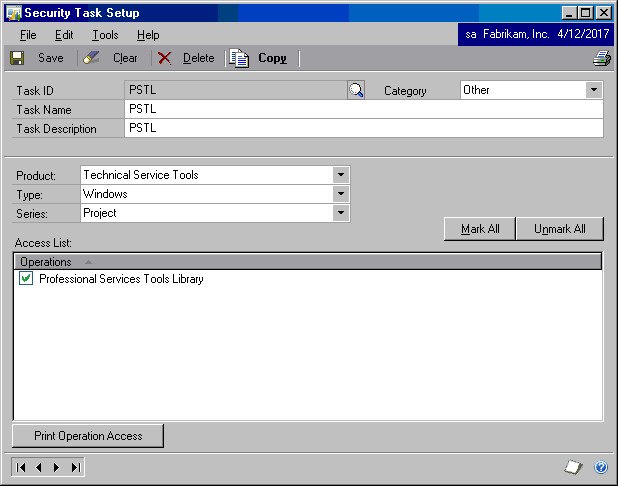 Security Task Setup
File Edit Tools Help sa Fabrikam, Inc. 4/12/2017
Save Clear Delete Copy
Task ID PSTL Category Other
Task Name PSTL
Task Description PSTL
Product: Technical Service Tools
Type: Windows
Series: Project
Mark All Unmark All
Access List:
Operations
Professional Services Tools Library
Print Operation Access